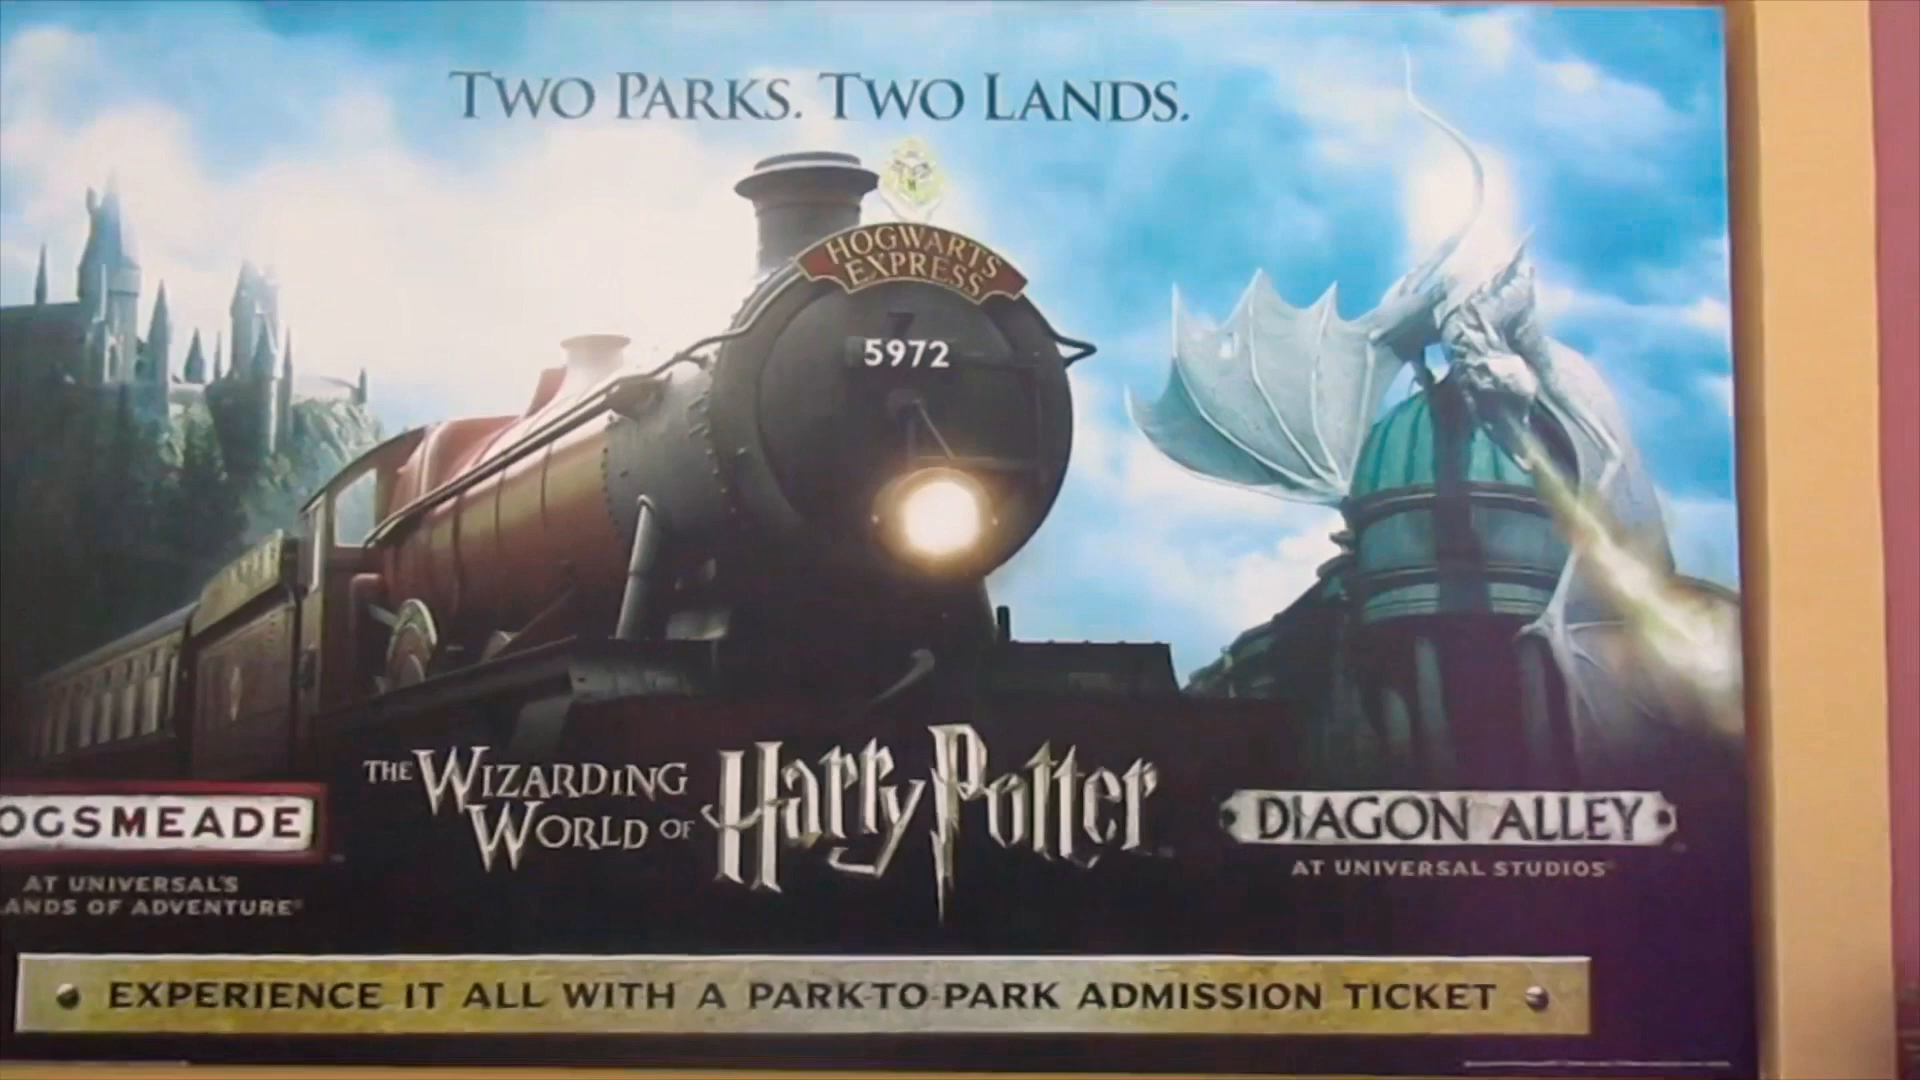 TWO PARKS. TWO LANDS.
HOGWARTS
EXPRESS
5972
THE WIZARDING
WORLD OF
Harry Potter
OGSMEADE
AT UNIVERSAL'S
ANDS OF ADVENTURE®
DIAGON ALLEY
AT UNIVERSAL STUDIOS®
EXPERIENCE IT ALL WITH A PARK-TO-PARK ADMISSION TICKET